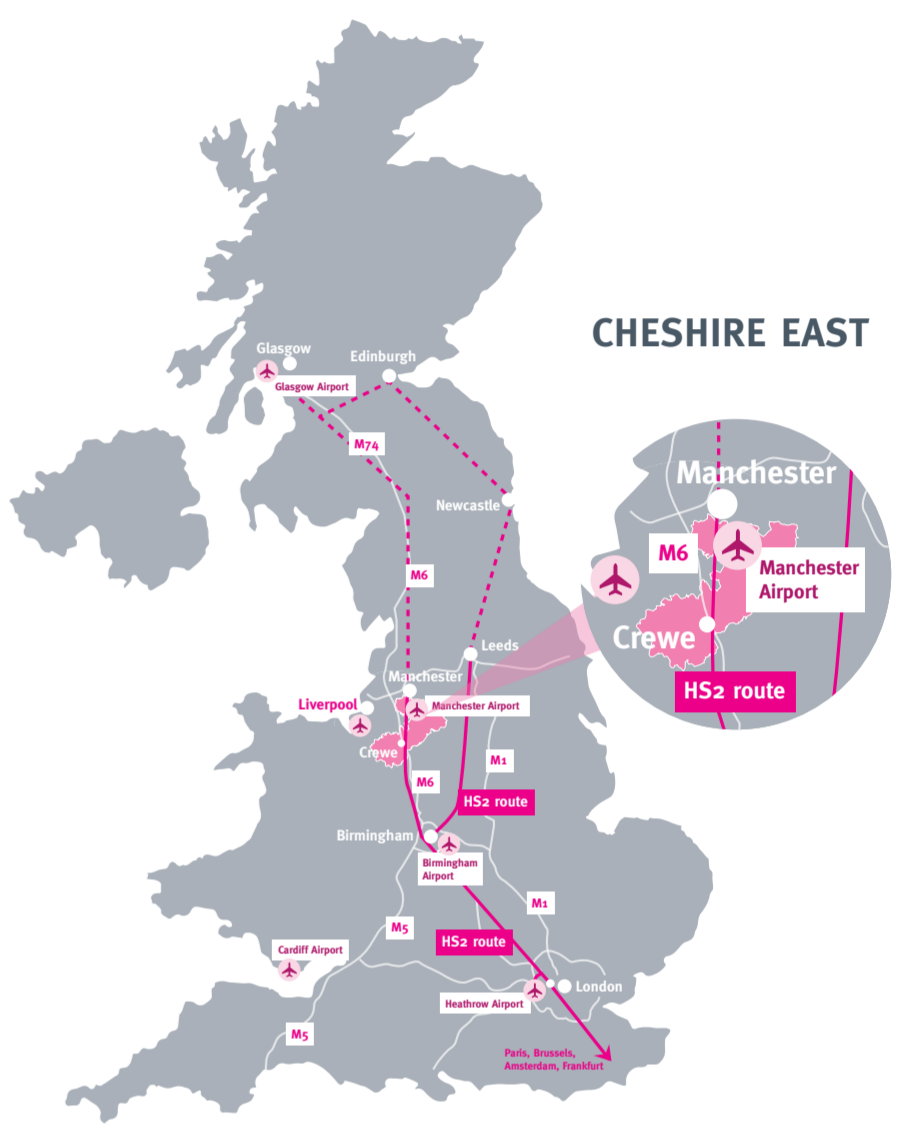 CHESHIRE EAST
Glasgow
Edinburgh
Glasgow Airport
M74
Newcastle
M6
Leeds
Manchester
Liverpool
Manchester Airport
Crewe
M1
M6
HS2 route
Birmingham
Birmingham
Airport
M1
M5
HS2 route
Cardiff Airport
London
Heathrow Airport
M5
Paris, Brussels,
Amsterdam, Frankfurt
Manchester
M6
Manchester
Airport
Crewe
HS2 route